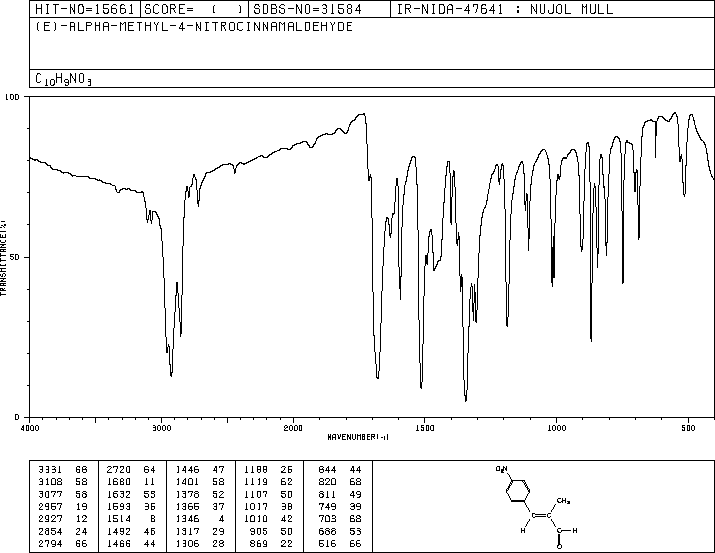 HIT-NO=15661 SCORE= ( ) SDBS-NO=31584 IR-NIDA-47641 : NUJOL MULL
(E)-ALPHA-METHYL-4-NITROCINNAMALDEHYDE
C10H9NO3
100
TRANSMITTANCE(%)
50
0
4000 3000 2000 1500 1000 500
WAVENUMBER(-1)
3331 68 2720 64 1446 47 1188 26 844 44
3108 58 1680 11 1401 58 1119 62 820 68
3077 58 1632 55 1378 52 1107 50 811 49
2957 19 1593 36 1366 37 1017 38 749 39
2927 12 1514 8 1346 4 1010 42 703 68
2854 24 1492 46 1317 29 905 50 688 53
2794 66 1466 44 1306 28 869 22 516 66
O2N
CH3
C C
H C H
O